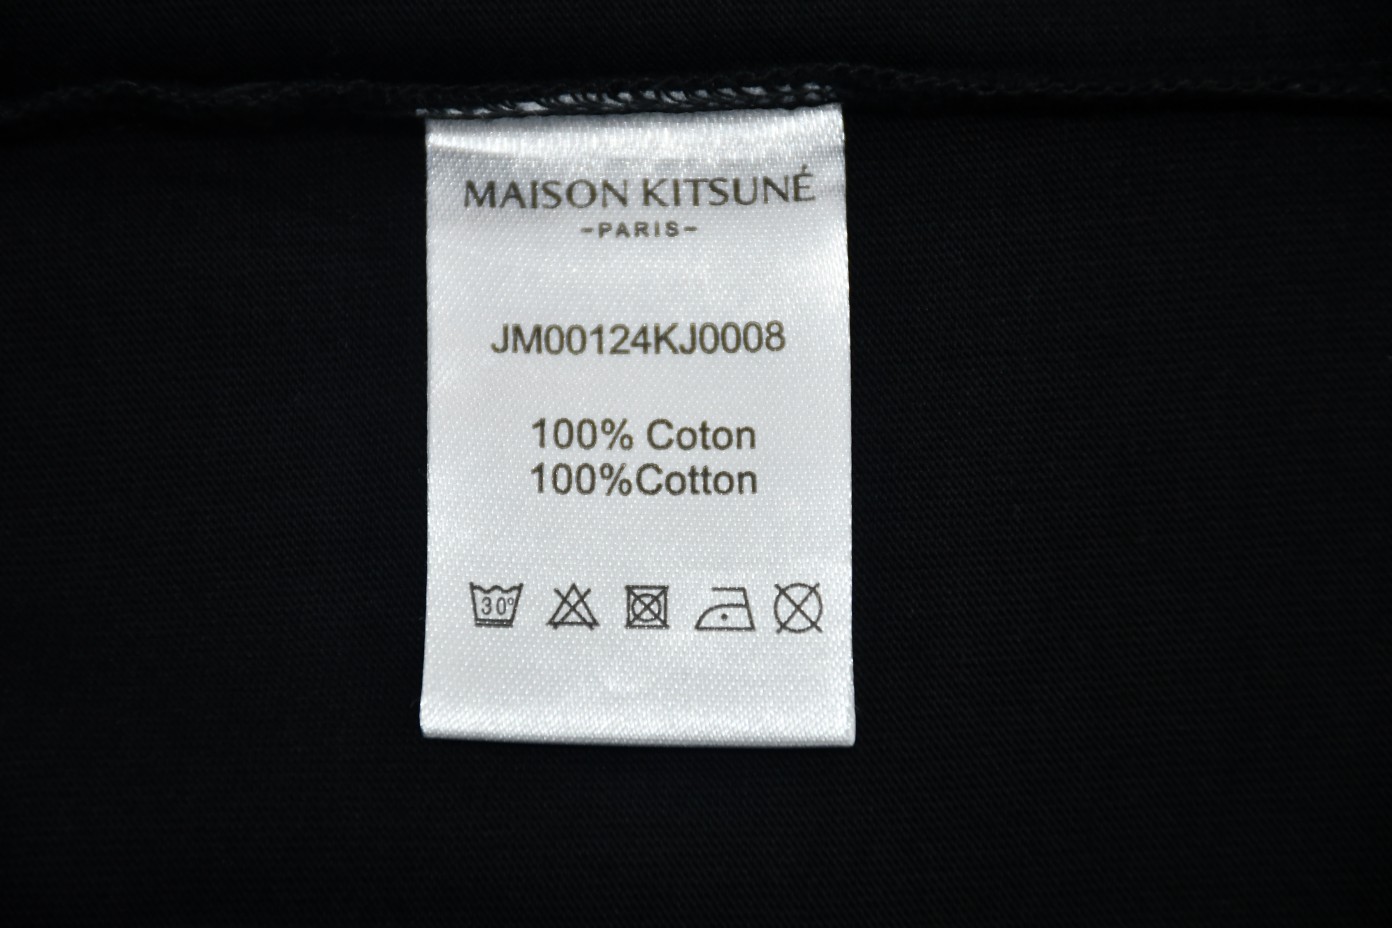 MAISON KITSUNÉ
-PARIS-
JM00124KJ0008
100% Coton
100%Cotton
30°